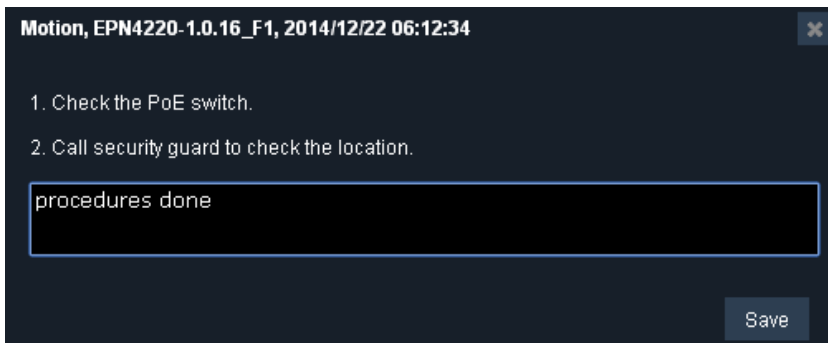 Motion, EPN4220-1.0.16_F1, 2014/12/22 06:12:34
1. Check the PoE switch.
2. Call security guard to check the location.
procedures done
Save